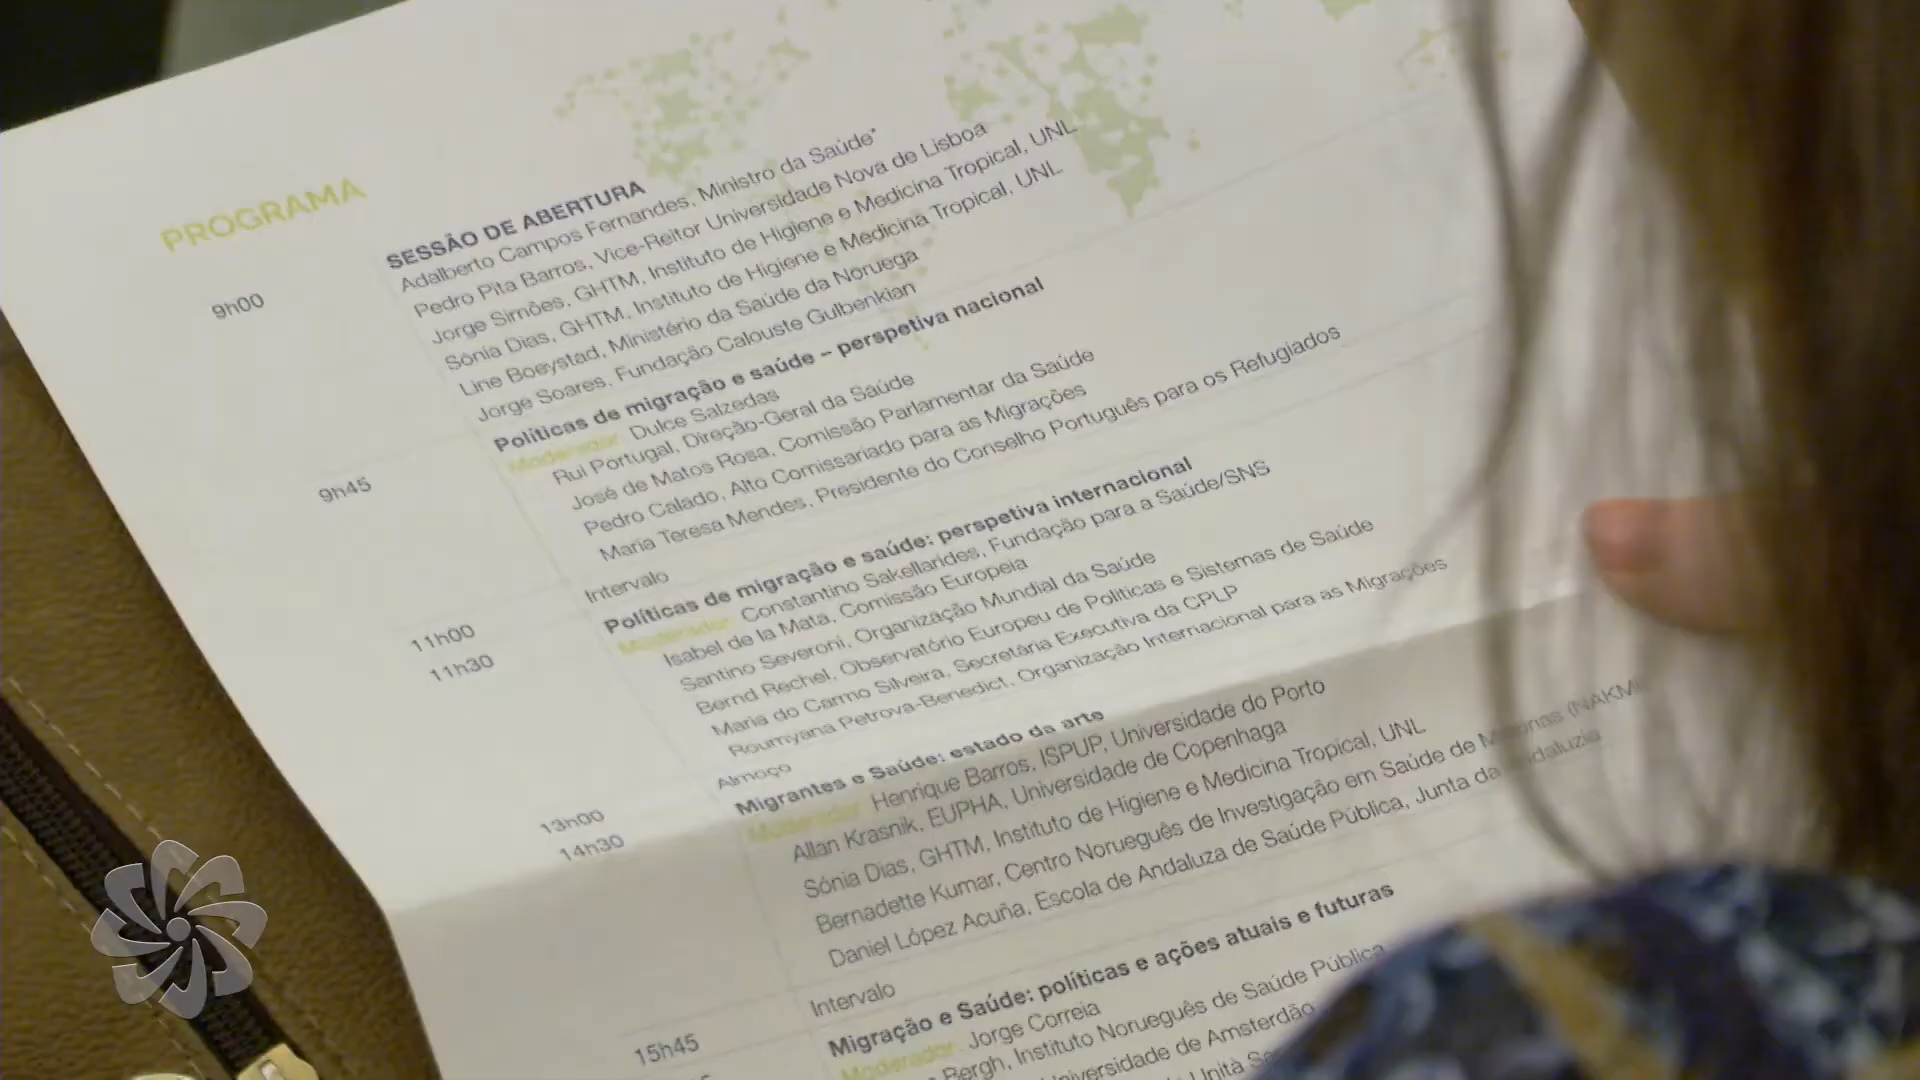 PROGRAMA
9h00
SESSÃO DE ABERTURA
Adalberto Campos Fernandes, Ministro da Saúde*
Pedro Pita Barros, Vice-Reitor Universidade Nova de Lisboa
Jorge Simões, GHTM, Instituto de Higiene e Medicina Tropical, UNL
Sónia Dias, GHTM, Instituto de Higiene e Medicina Tropical, UNL
Line Boeystad, Ministério da Saúde da Noruega
Jorge Soares, Fundação Calouste Gulbenkian
9h45
Políticas de migração e saúde – perspetiva nacional
Moderador: Dulce Salzedas
Rui Portugal, Direção-Geral da Saúde
José de Matos Rosa, Comissão Parlamentar da Saúde
Pedro Calado, Alto Comissariado para as Migrações
Maria Teresa Mendes, Presidente do Conselho Português para os Refugiados
11h00
Intervalo
11h30
Políticas de migração e saúde: perspetiva internacional
Moderador: Constantino Sakellarides, Fundação para a Saúde/SNS
Isabel de la Mata, Comissão Europeia
Santino Severoni, Organização Mundial da Saúde
Bernd Rechel, Observatório Europeu de Políticas e Sistemas de Saúde
Maria do Carmo Silveira, Secretária Executiva da CPLP
Roumyana Petrova-Benedict, Organização Internacional para as Migrações
13h00
Almoço
14h30
Migrantes e Saúde: estado da arte
Moderador: Henrique Barros, ISPUP, Universidade do Porto
Allan Krasnik, EUPHA, Universidade de Copenhaga
Sónia Dias, GHTM, Instituto de Higiene e Medicina Tropical, UNL
Bernadette Kumar, Centro Norueguês de Investigação em Saúde de (NAKM
Daniel López Acuña, Escola de Andaluza de Saúde Pública, Junta da Andaluzia
15h45
Intervalo
Migração e Saúde: políticas e ações atuais e futuras
Moderador: Jorge Correia
Bergh, Instituto Norueguês de Saúde Pública
Universidade de Amsterdão
Unità